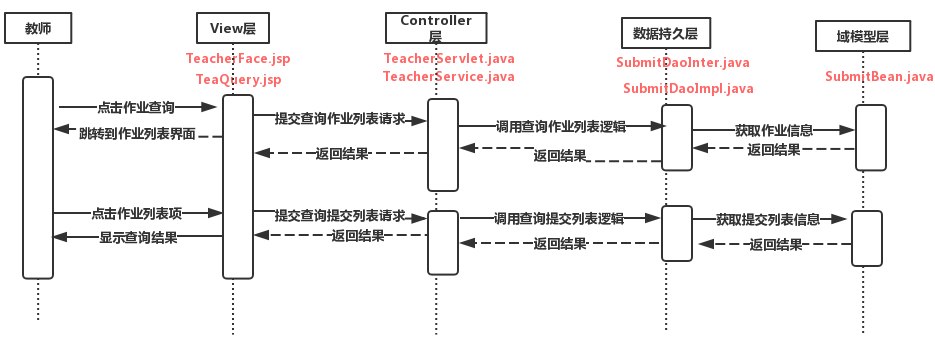 教师
View层
Controller
层
数据持久层
域模型层
TeacherFace.jsp
TeaQuery.jsp
TeacherServlet.java
TeacherService.java
SubmitDaoInter.java
SubmitDaoImpl.java
SubmitBean.java
点击作业查询
提交查询作业列表请求
调用查询作业列表逻辑
获取作业信息
跳转到作业列表界面
返回结果
返回结果
返回结果
点击作业列表项
提交查询提交列表请求
调用查询提交列表逻辑
获取提交列表信息
显示查询结果
返回结果
返回结果
返回结果